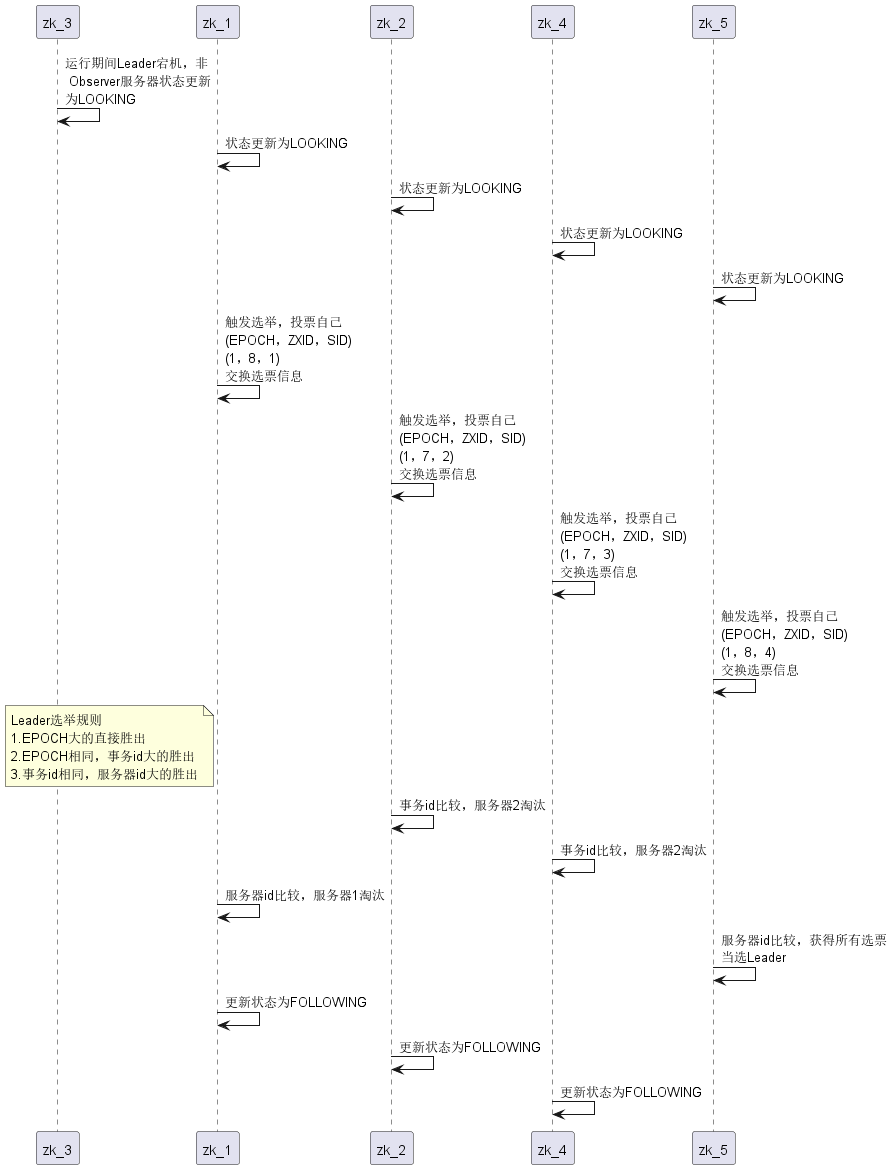 zk_3 zk_1 zk_2 zk_4 zk_5
运行期间Leader宕机，非
Observer服务器状态更新
为LOOKING
状态更新为LOOKING
状态更新为LOOKING
状态更新为LOOKING
状态更新为LOOKING
触发选举，投票自己
(EPOCH，ZXID，SID)
(1，8，1)
交换选票信息
触发选举，投票自己
(EPOCH，ZXID，SID)
(1，7，2)
交换选票信息
触发选举，投票自己
(EPOCH，ZXID，SID)
(1，7，3)
交换选票信息
触发选举，投票自己
(EPOCH，ZXID，SID)
(1，8，4)
交换选票信息
Leader选举规则
1.EPOCH大的直接胜出
2.EPOCH相同，事务id大的胜出
3.事务id相同，服务器id大的胜出
事务id比较，服务器2淘汰
事务id比较，服务器2淘汰
服务器id比较，服务器1淘汰
服务器id比较，获得所有选票
当选Leader
更新状态为FOLLOWING
更新状态为FOLLOWING
更新状态为FOLLOWING
zk_3 zk_1 zk_2 zk_4 zk_5